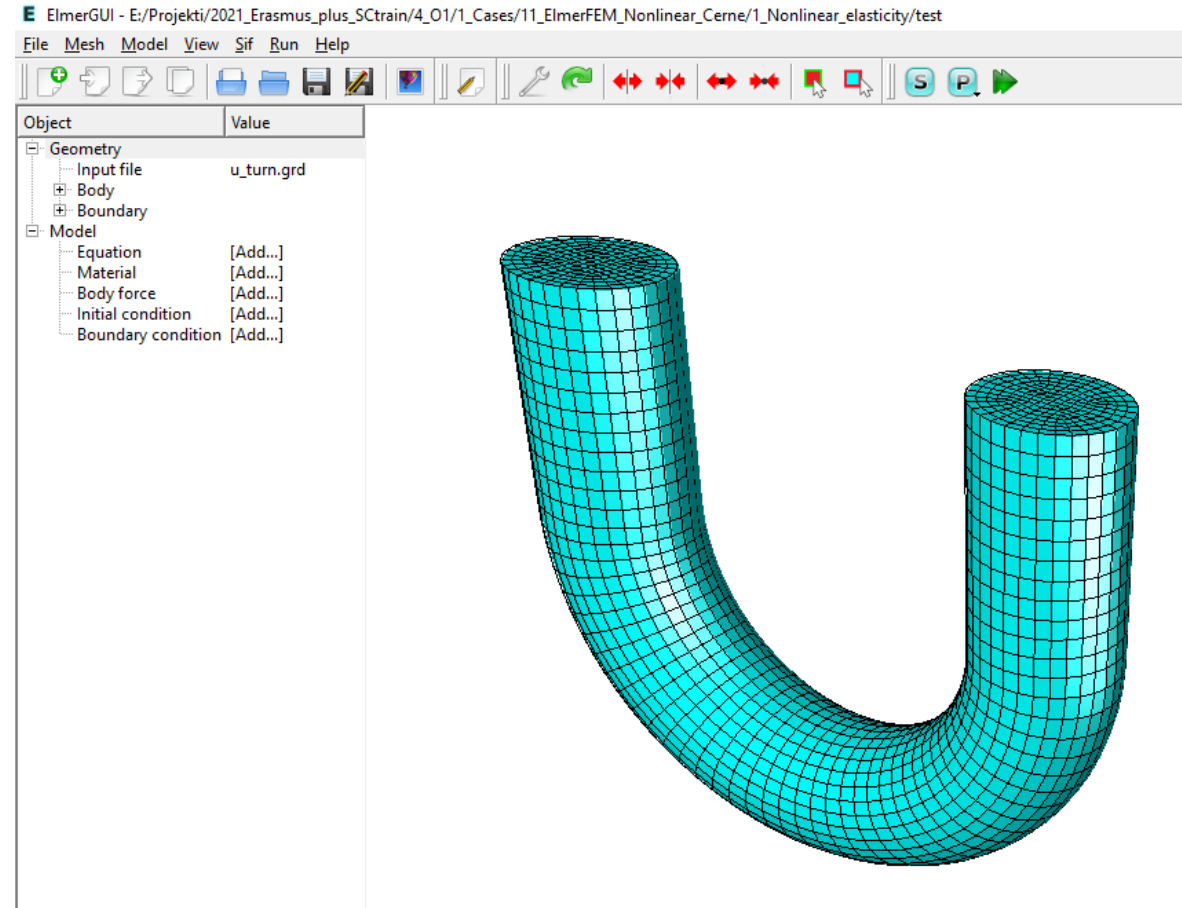 E ElmerGUI - E:/Projekti/2021_Erasmus_plus_SCtrain/4_O1/1_Cases/11_ElmerFEM_Nonlinear_Cerne/1_Nonlinear_elasticity/test
File Mesh Model View Sif Run Help
S P
Object Value
Geometry
Input file u_turn.grd
Body
Boundary
Model
Equation [Add...]
Material [Add...]
Body force [Add...]
Initial condition [Add...]
Boundary condition [Add...]